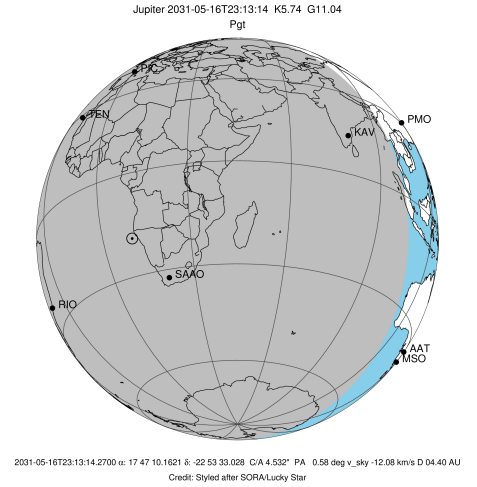 Jupiter 2031-05-16T23:13:14 K5.74 G11.04
Pgt
PMO
TEN
KAV
SAAO
RIO
AAT
MSO
2031-05-16T23:13:14.2700 α: 17 47 10.1621 δ: -22 53 33.028 C/A 4.532" PA 0.58 deg v_sky -12.08 km/s D 04.40 AU
Credit: Styled after SORA/Lucky Star